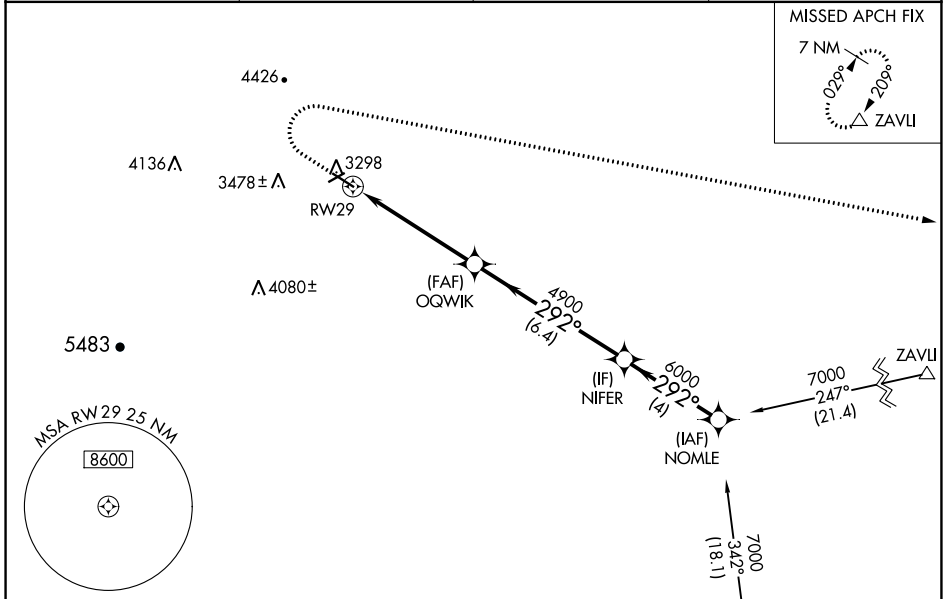 MISSED APCH FIX
7 NM
029°
209°
ZAVLI
4426
4136
3478±
3298
RW29
(FAF)
OQWIK
4080±
4900
292°
(6.4)
5483
(IF)
NIFER
6000
292°
(4)
ZAVLI
7000
247°
(21.4)
(IAF)
NOMLE
MSA RW 29 25 NM
8600
7000
342°
(18.1)